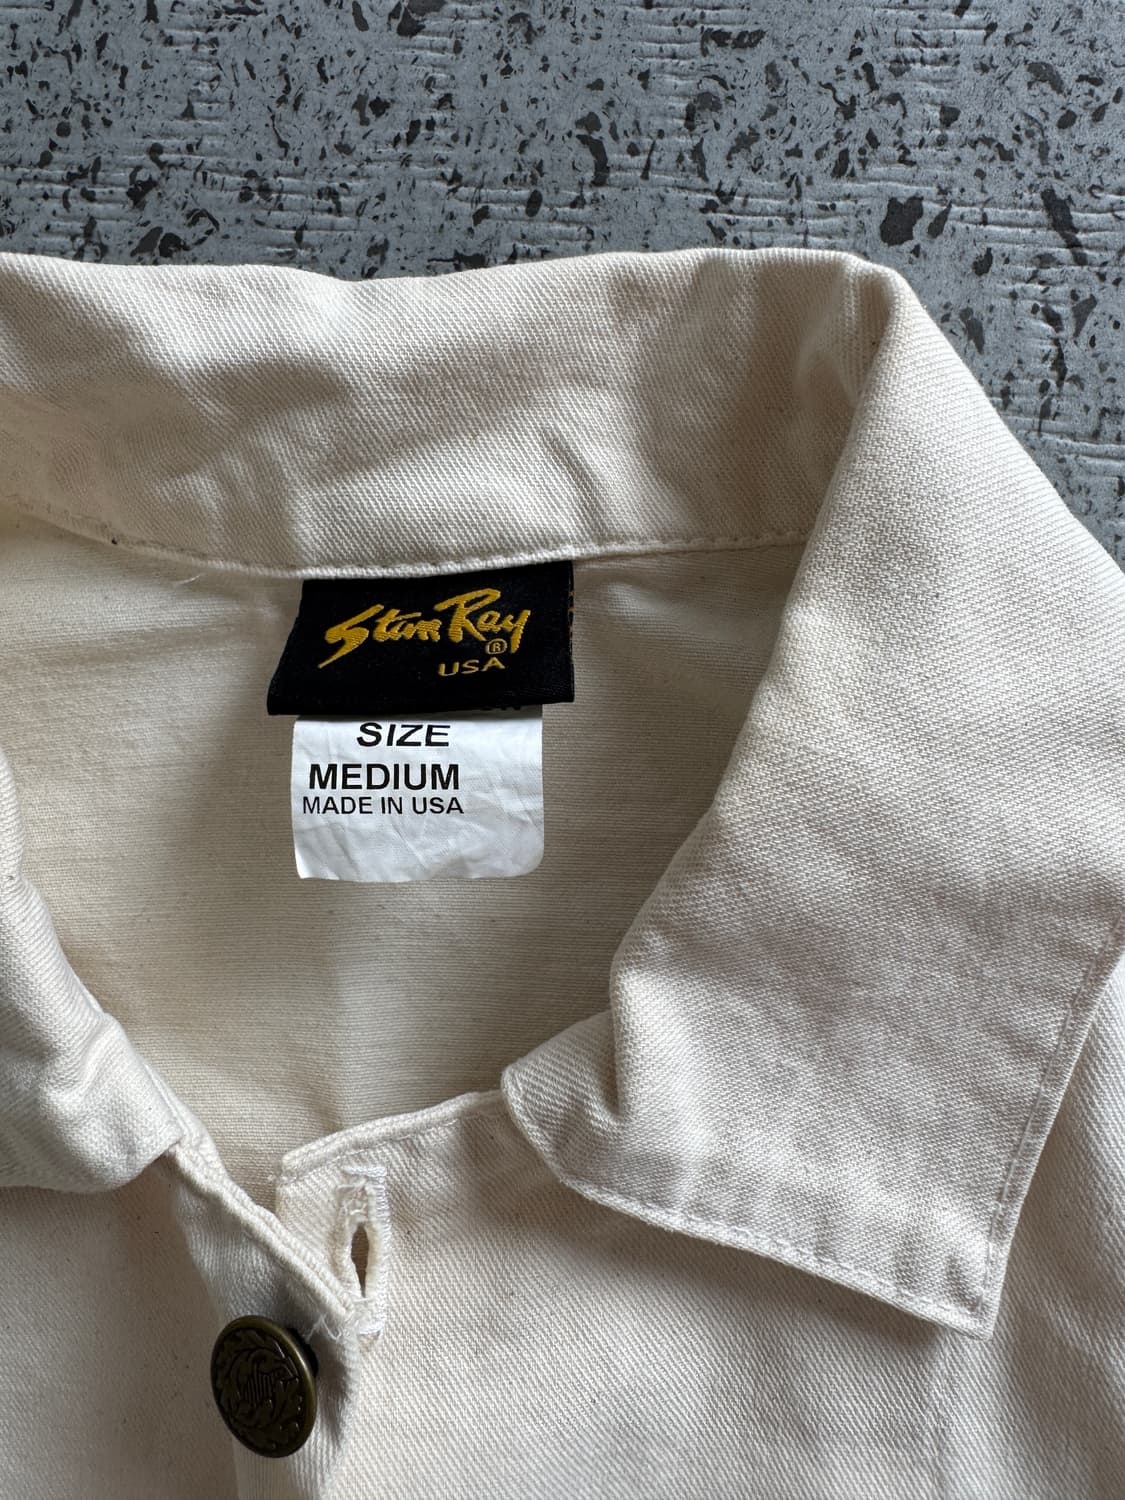 Stan Ray
®
USA
SIZE
MEDIUM
MADE IN USA